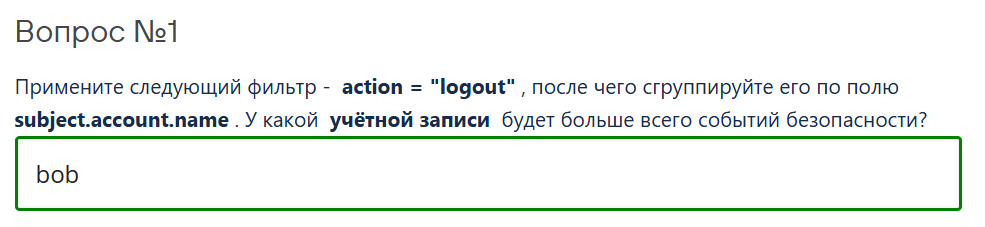 Вопрос №1
Примените следующий фильтр - action = "logout" , после чего сгруппируйте его по полю
subject.account.name . У какой учётной записи будет больше всего событий безопасности?
bob